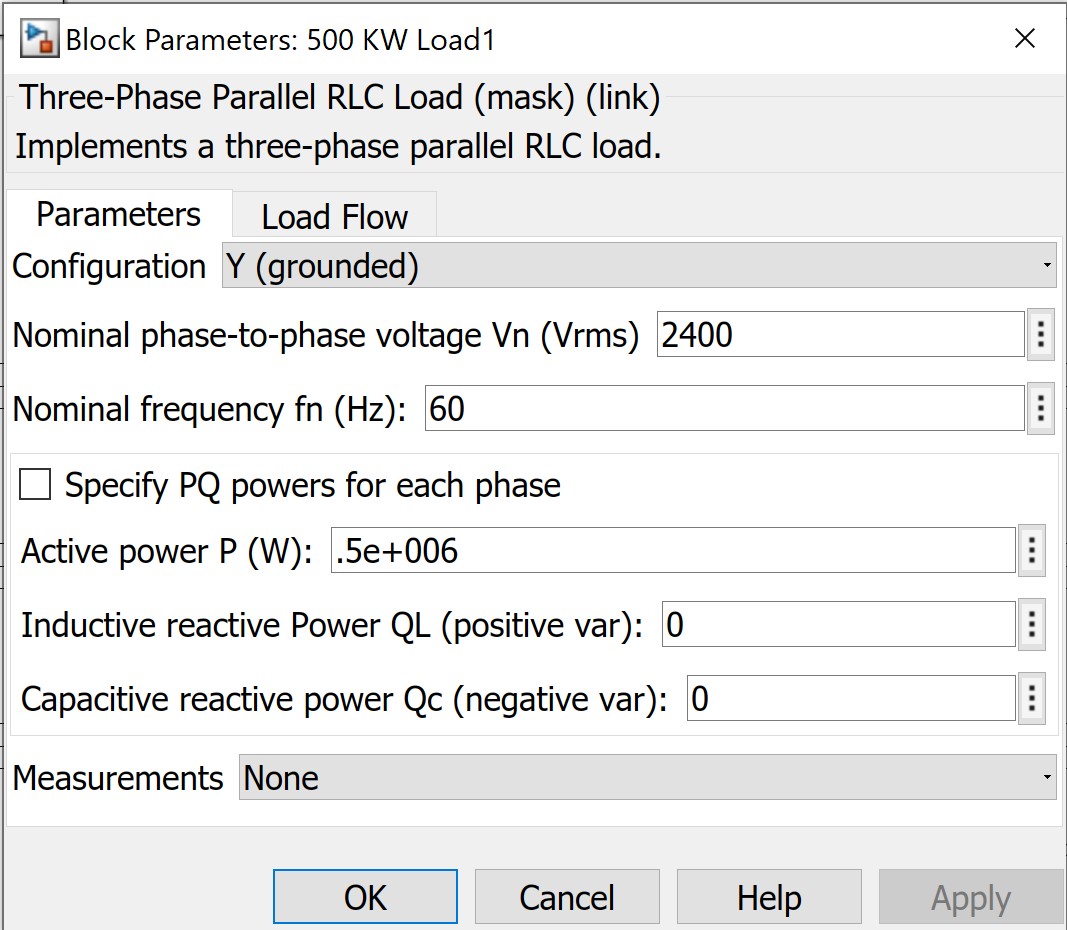 Block Parameters: 500 KW Load1
Three-Phase Parallel RLC Load (mask) (link)
Implements a three-phase parallel RLC load.
Parameters Load Flow
Configuration Y (grounded)
Nominal phase-to-phase voltage Vn (Vrms) 2400
Nominal frequency fn (Hz): 60
Specify PQ powers for each phase
Active power P (W): .5e+006
Inductive reactive Power QL (positive var): 0
Capacitive reactive power Qc (negative var): 0
Measurements None
OK Cancel Help Apply